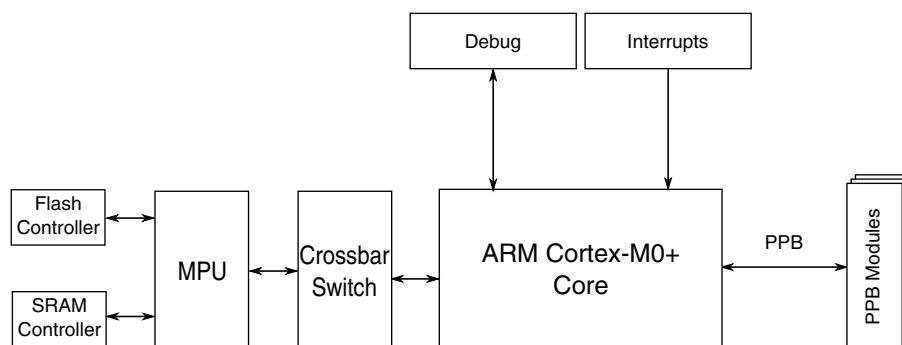 Debug
Interrupts
Flash
Controller
SRAM
Controller
MPU
Crossbar
Switch
ARM Cortex-M0+
Core
PPB
PPB Modules